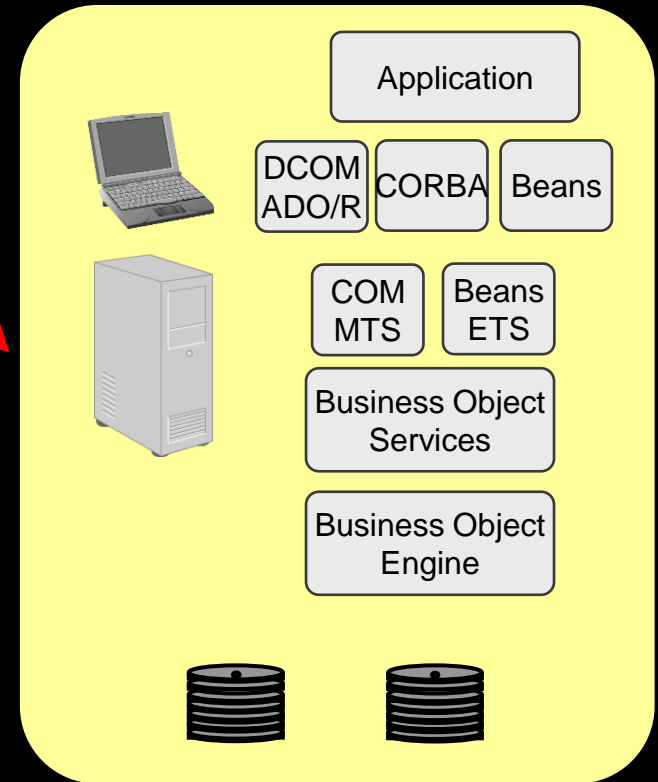 Application
DCOM
ADO/R
CORBA
Beans
COM
MTS
Beans
ETS
Business Object
Services
Business Object
Engine